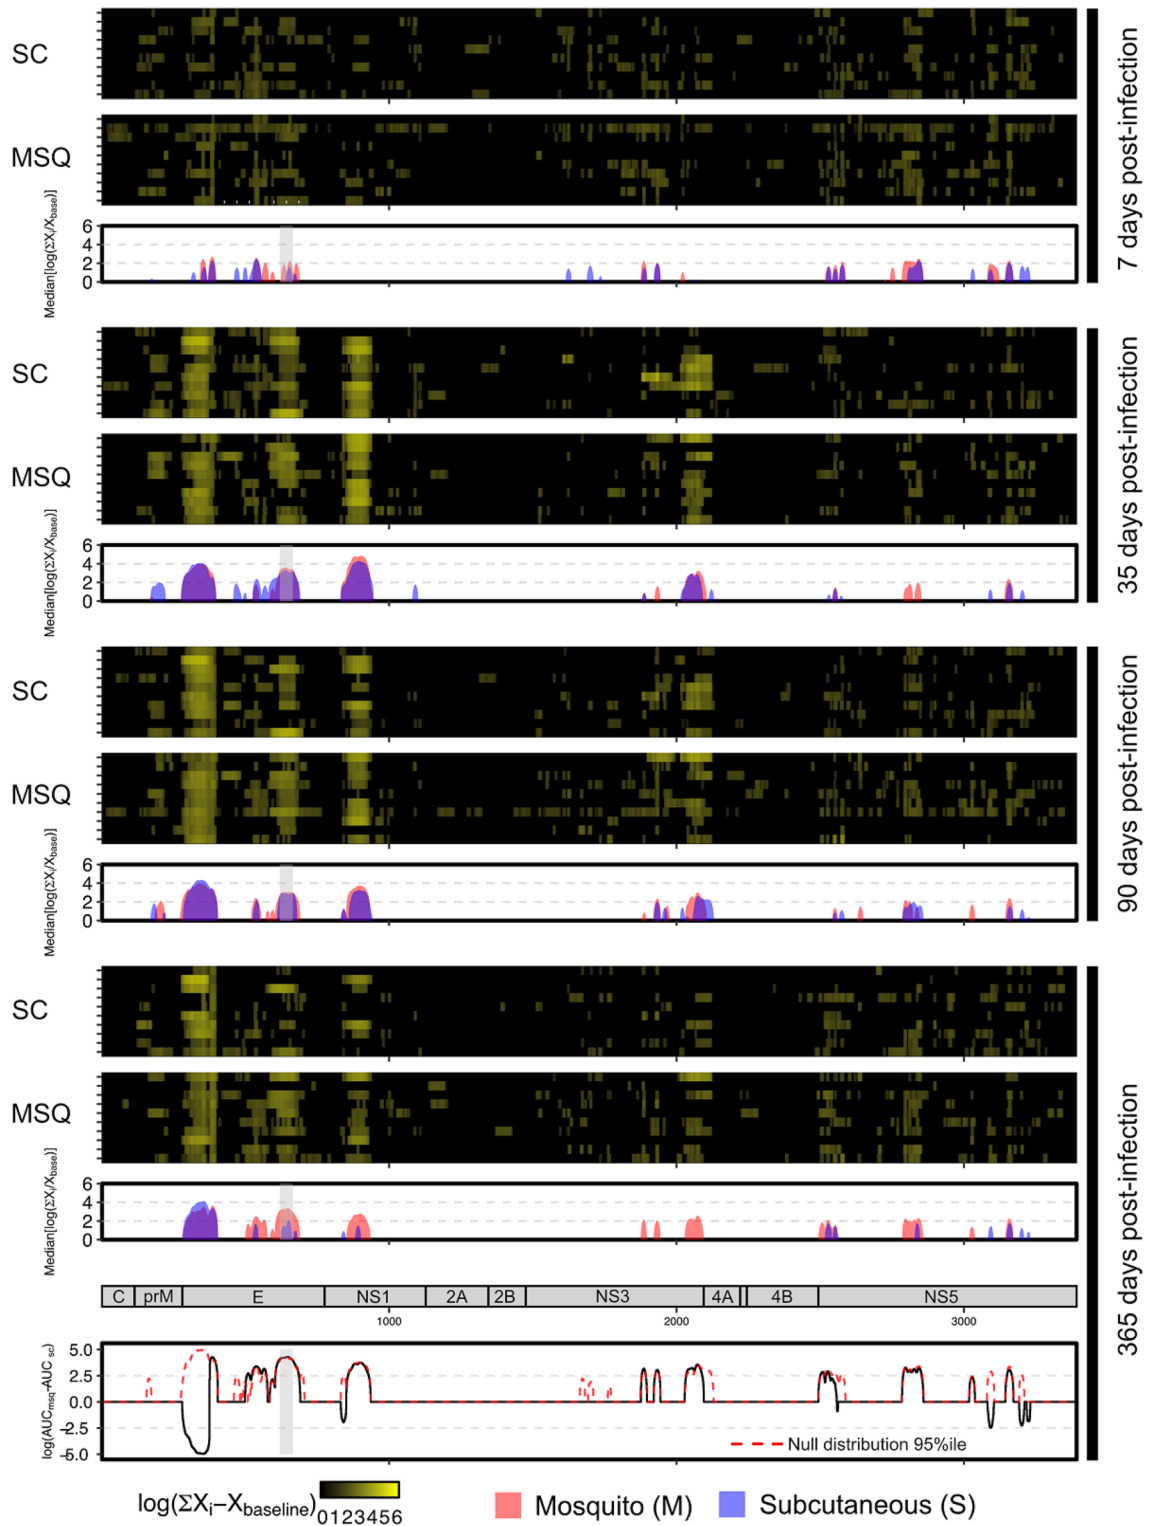 SC
MSQ
Median[log(ΣXi/Xbase)]
6
4
2
0
7 days post-infection
SC
MSQ
Median[log(ΣXi/Xbase)]
6
4
2
0
35 days post-infection
SC
MSQ
Median[log(ΣXi/Xbase)]
6
4
2
0
90 days post-infection
SC
MSQ
Median[log(ΣXi/Xbase)]
6
4
2
0
365 days post-infection
C prM E NS1 2A 2B NS3 4A 4B NS5
1000 2000 3000
log(AUCmsq-AUC sc)
5.0
2.5
0.0
−2.5
−5.0
Null distribution 95%ile
log(ΣXi−Xbaseline) 0123456
Mosquito (M) Subcutaneous (S)